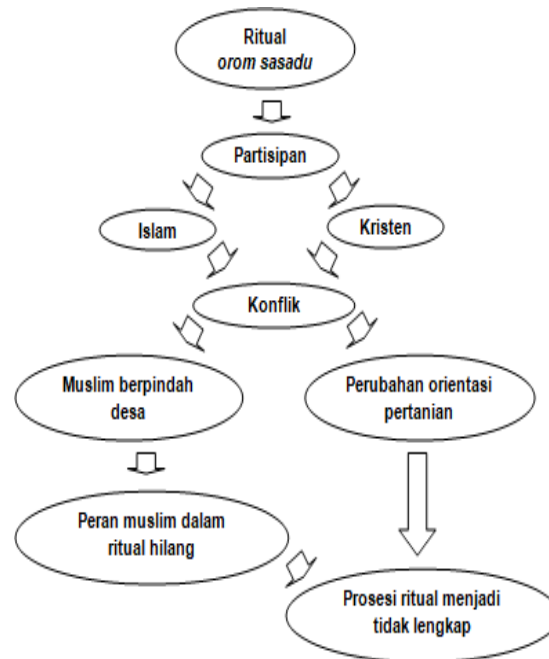 Ritual
orom sasadu
Partisipan
Islam
Kristen
Konflik
Muslim berpindah
desa
Perubahan orientasi
pertanian
Peran muslim dalam
ritual hilang
Prosesi ritual menjadi
tidak lengkap